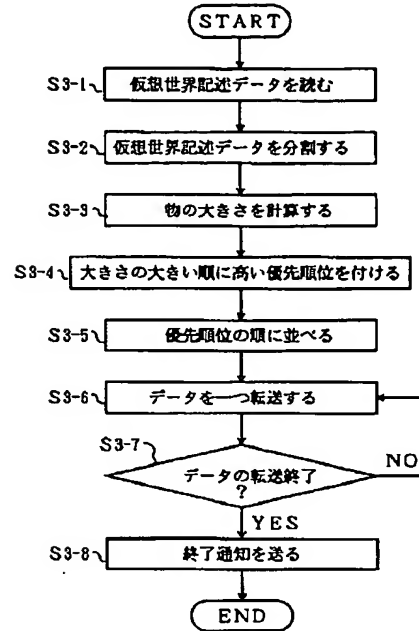 START
S3-1 仮想世界記述データを読む
S3-2 仮想世界記述データを分割する
S3-3 物の大きさを計算する
S3-4 大きさの大きい順に高い優先順位を付ける
S3-5 優先順位の順に並べる
S3-6 データを一つ転送する
S3-7
データの転送終了
?
NO
YES
S3-8 終了通知を送る
END